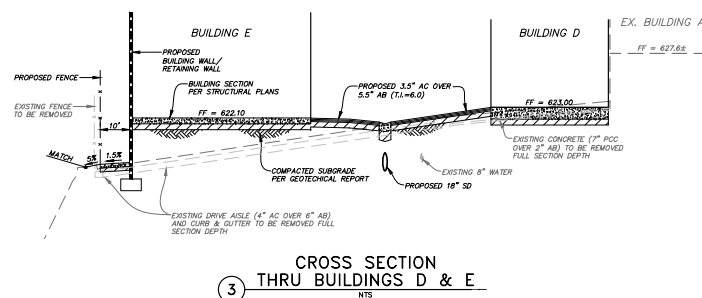 BUILDING E
BUILDING D
EX. BUILDING A
FF = 627.6±
PROPOSED
BUILDING WALL/
RETAINING WALL
PROPOSED FENCE
BUILDING SECTION
PER STRUCTURAL PLANS
PROPOSED 3.5" AC OVER
5.5" AB (T.I.=6.0)
EXISTING FENCE
TO BE REMOVED
FF = 622.10
FF = 623.00
10'
MATCH
5%
1.5%
COMPACTED SUBGRADE
PER GEOTECHICAL REPORT
EXISTING 8" WATER
PROPOSED 18" SD
EXISTING CONCRETE (7" PCC
OVER 2" AB) TO BE REMOVED
FULL SECTION DEPTH
EXISTING DRIVE AISLE (4" AC OVER 6" AB)
AND CURB & GUTTER TO BE REMOVED FULL
SECTION DEPTH
3
CROSS SECTION
THRU BUILDINGS D & E
NTS